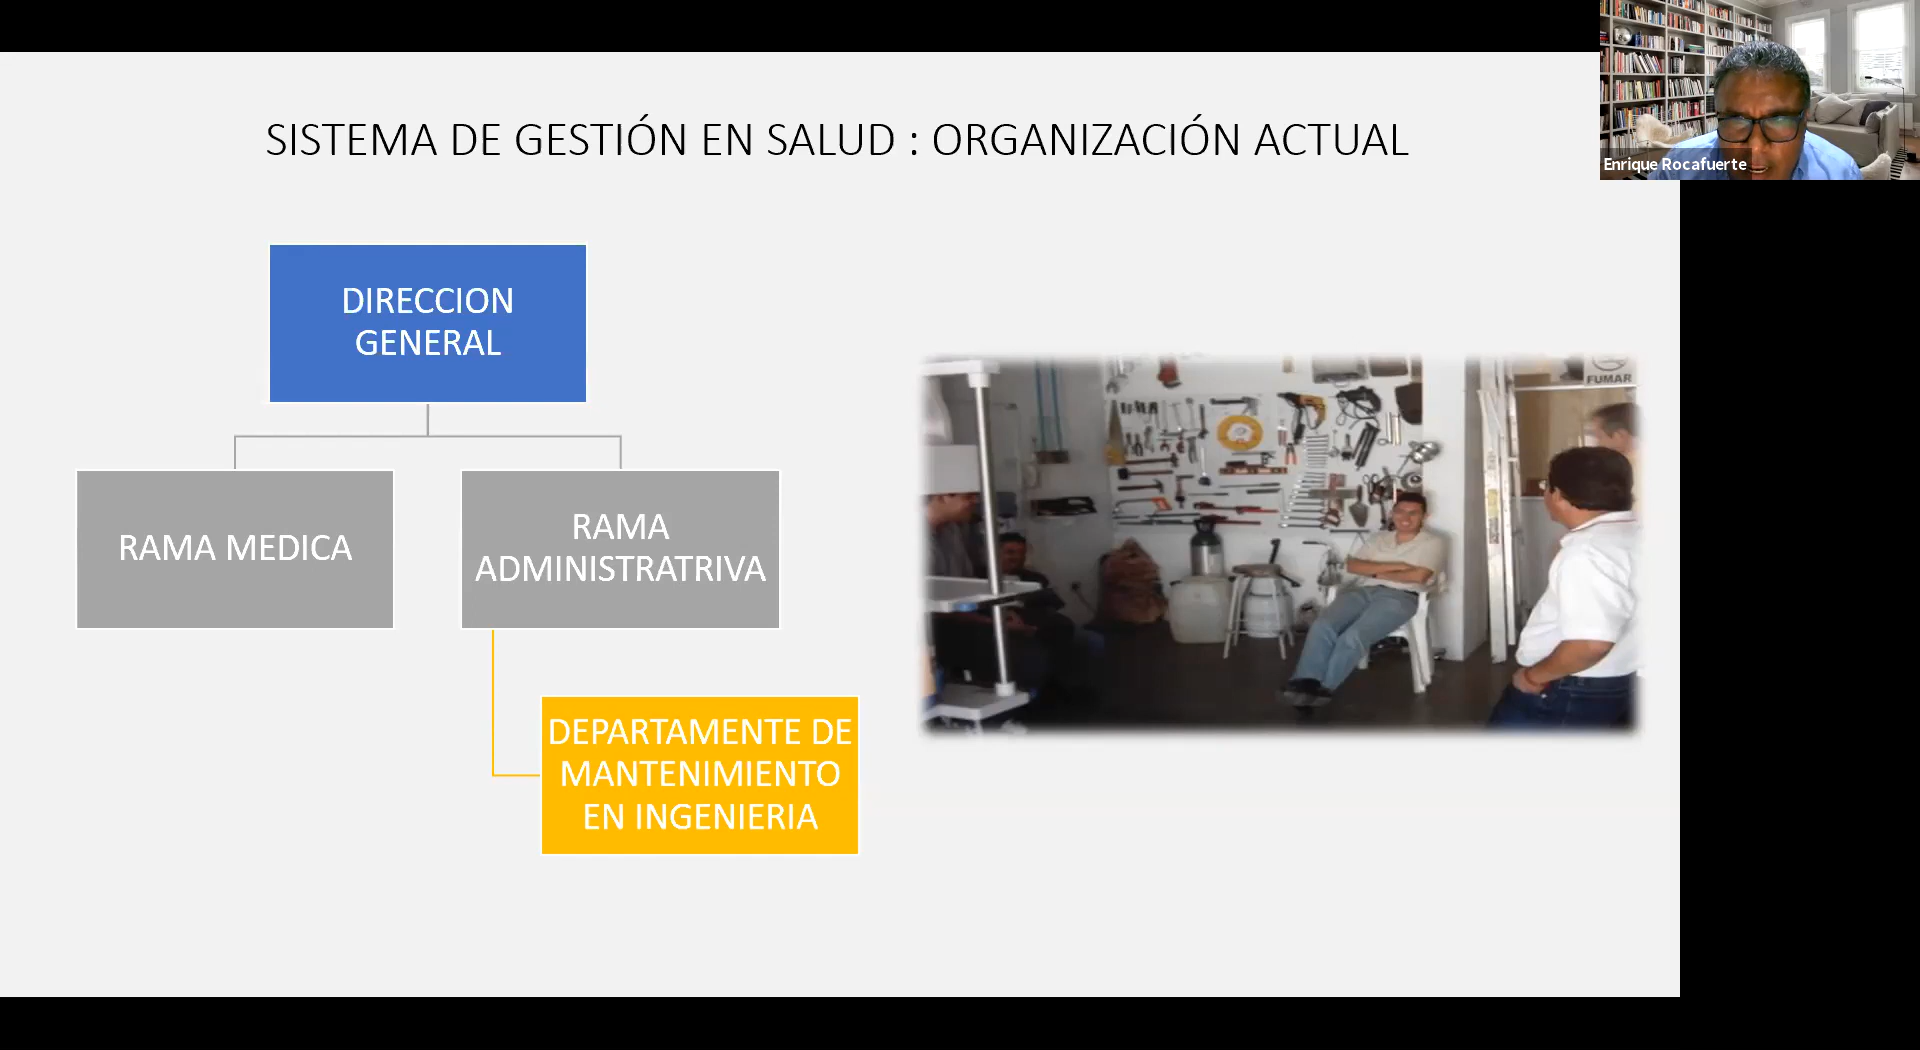 SISTEMA DE GESTIÓN EN SALUD : ORGANIZACIÓN ACTUAL
Enrique Rocafuerte
DIRECCION
GENERAL
RAMA MEDICA
RAMA
ADMINISTRATRIVA
DEPARTAMENTE DE
MANTENIMIENTO
EN INGENIERIA
FUMAR